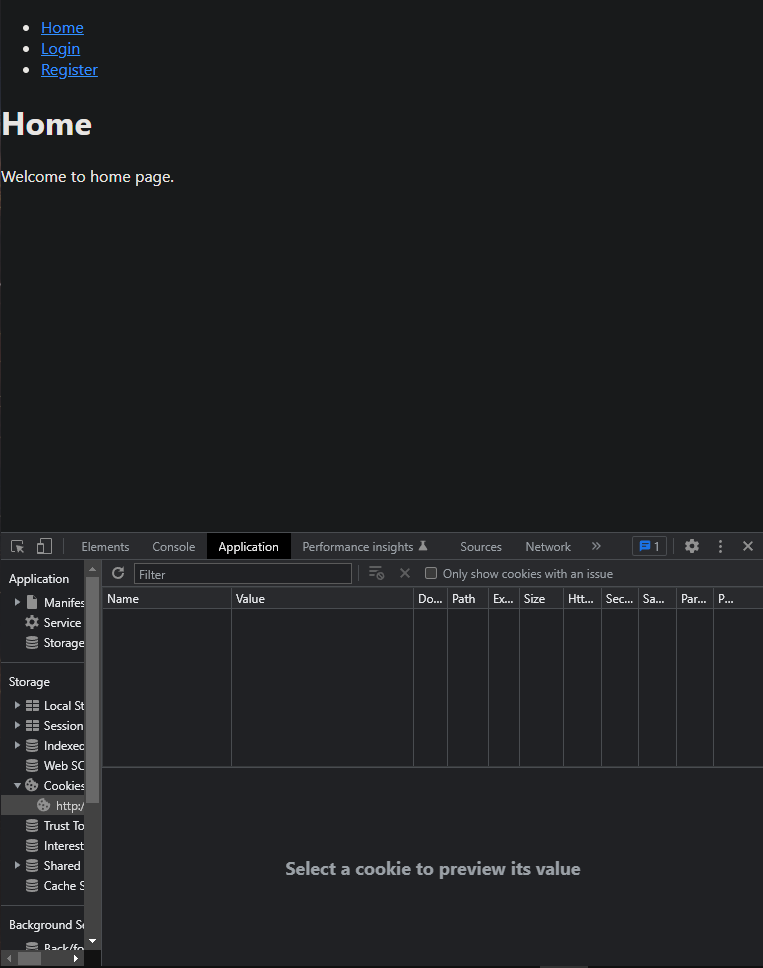 Home
Login
Register
Home
Welcome to home page.
Elements Console Application Performance insights Sources Network 1
Application
Manifes
Service
Storage
Storage
Local St
Session
Indexed
Web SC
Cookies
http:/
Trust To
Interest
Shared
Cache S
Background Se
Back/fo
Filter Only show cookies with an issue
Name Value Do... Path Ex... Size Htt... Sec... Sa... Par... P...
Select a cookie to preview its value